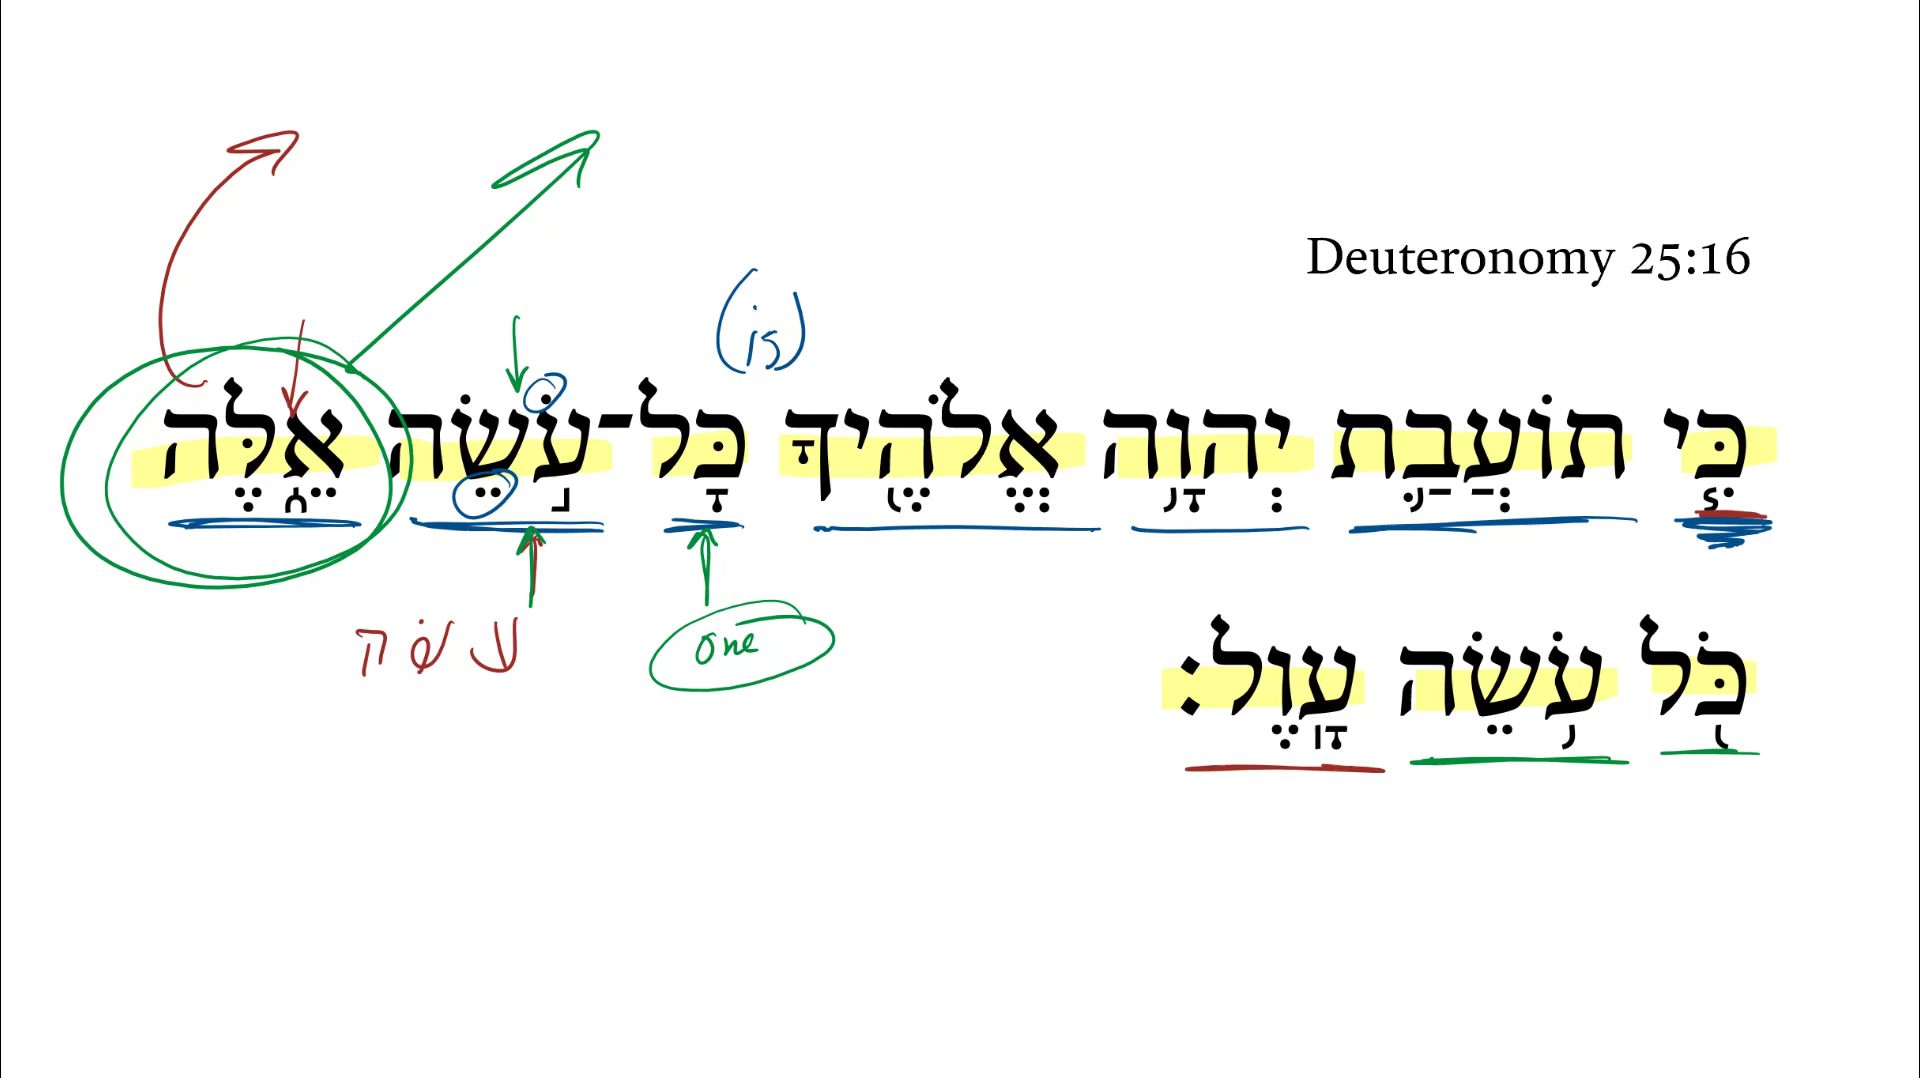 Deuteronomy 25:16
(is)
כִּ֧י תוֹעֲבַ֛ת יְהוָ֥ה אֱלֹהֶ֖יךָ כָּל־עֹ֣שֵׂה אֵ֑לֶּה
עשׂה
one
כֹּ֖ל עֹ֥שֵׂה עָֽוֶל׃